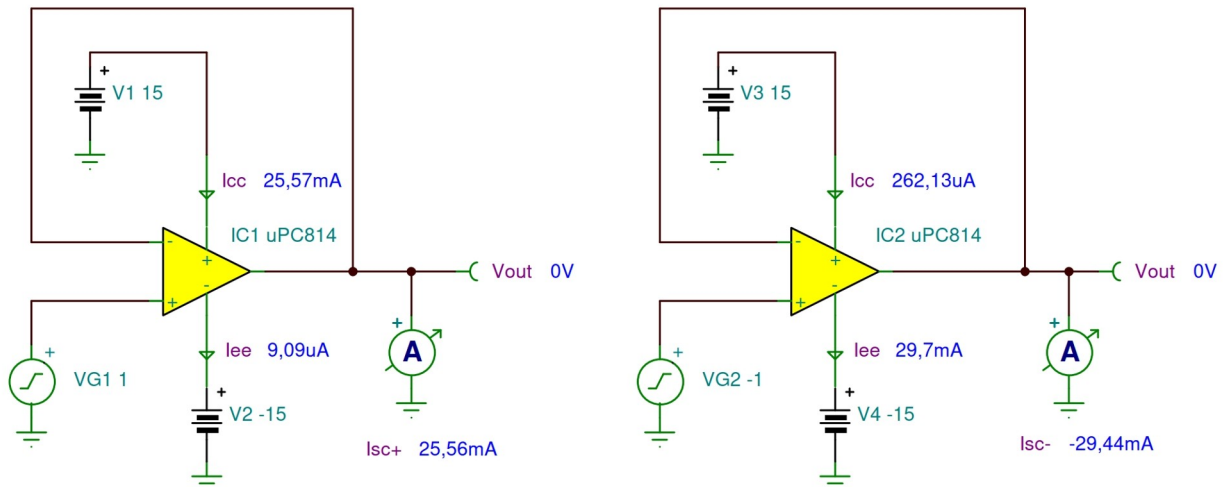 +
V1 15
Icc 25,57mA
IC1 uPC814
-
+
-
+
Vout 0V
+
A
Iee 9,09uA
+
VG1 1
+
V2 -15
Isc+ 25,56mA
+
V3 15
Icc 262,13uA
IC2 uPC814
-
+
-
+
Vout 0V
+
A
Iee 29,7mA
+
VG2 -1
+
V4 -15
Isc- -29,44mA